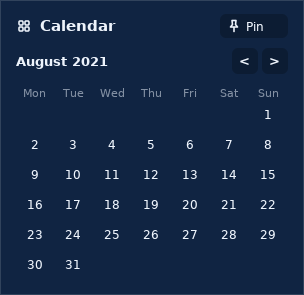 Calendar Pin
August 2021 < >
Mon Tue Wed Thu Fri Sat Sun
1
2 3 4 5 6 7 8
9 10 11 12 13 14 15
16 17 18 19 20 21 22
23 24 25 26 27 28 29
30 31